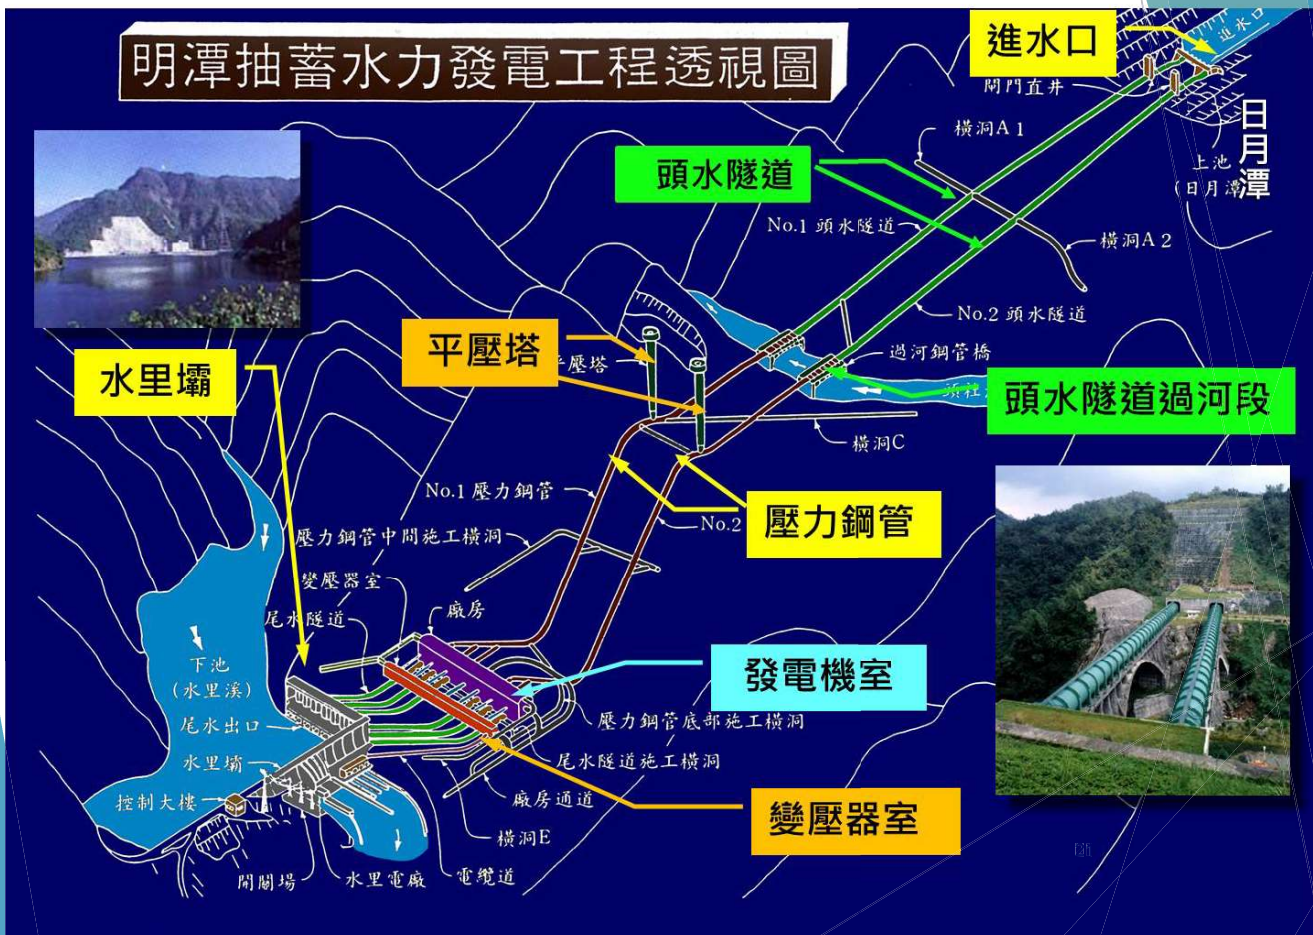 明潭抽蓄水力發電工程透視圖
進水口
進水口
閘門直井
日月潭
上池
(日月潭)
橫洞A1
頭水隧道
No.1 頭水隧道
橫洞A2
No.2 頭水隧道
平壓塔
平壓塔
過河鋼管橋
水里壩
頭水隧道過河段
橫洞C
No.1 壓力鋼管
No.2
壓力鋼管
壓力鋼管中間施工橫洞
變壓器室
尾水隧道
廠房
下池
(水里溪)
發電機室
尾水出口
壓力鋼管底部施工橫洞
水里壩
尾水隧道施工橫洞
控制大樓
廠房通道
變壓器室
橫洞E
開關場
水里電廠
電纜道